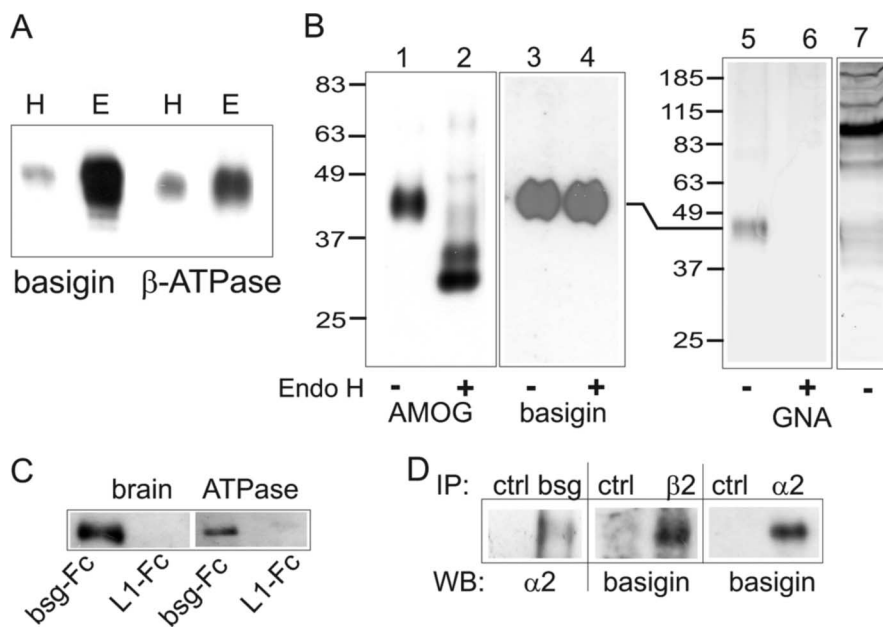 A
H E H E
basigin β-ATPase
B
1 2 3 4
83
63
49
37
25
Endo H - + - +
AMOG basigin
5 6 7
185
115
83
63
49
37
25
- + -
GNA
C
brain ATPase
bsg-Fc L1-Fc bsg-Fc L1-Fc
D
IP: ctrl bsg ctrl β2 ctrl α2
WB: α2 basigin basigin